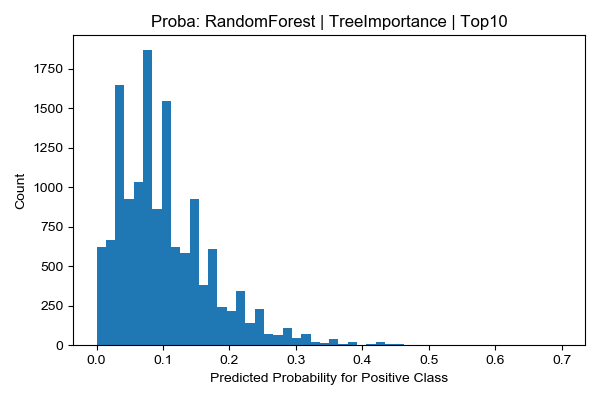 Proba: RandomForest | TreeImportance | Top10
1750
1500
1250
1000
750
500
250
0
Count
0.0 0.1 0.2 0.3 0.4 0.5 0.6 0.7
Predicted Probability for Positive Class